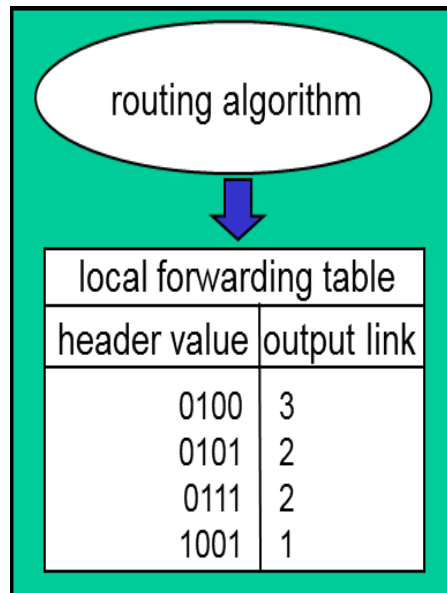 routing algorithm
local forwarding table
header value output link
0100 3
0101 2
0111 2
1001 1